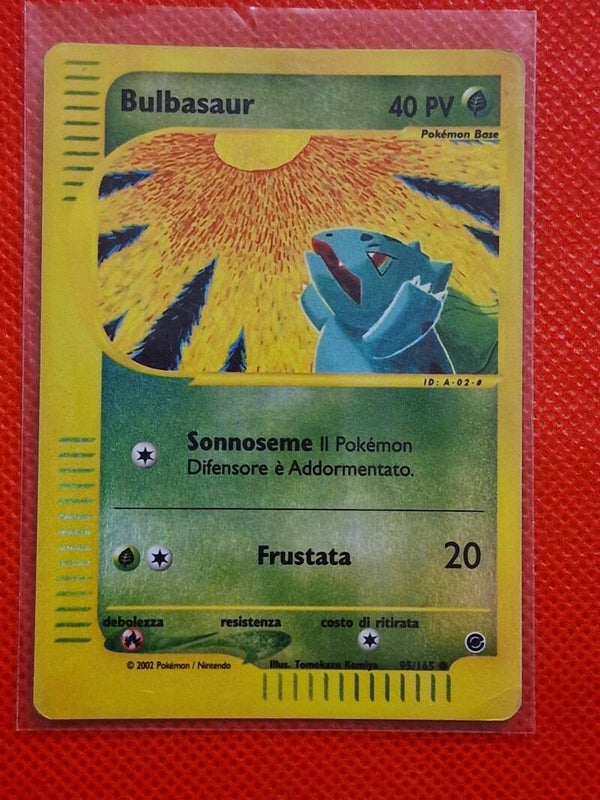 Bulbasaur 40 PV
Pokémon Base
ID: A-02-#
Sonnoseme Il Pokémon
Difensore è Addormentato.
Frustata 20
debolezza resistenza costo di ritirata
© 2002 Pokémon / Nintendo Illus. Tomokazu Komiya 95/165